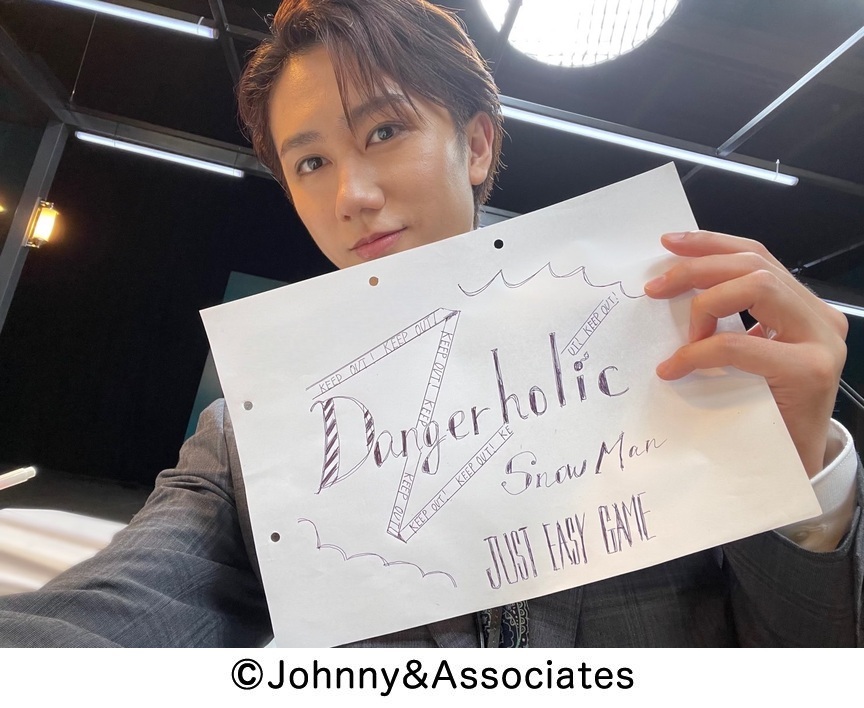 KEEP OUT! KEEP OUT!
KEEP OUT! KEEP
KEEP OUT!
KEEP OUT! KEEP OUT! KE
UT! KEEP OUT!
Dangerholic
Snow Man
JUST EASY GAME
©Johnny&Associates